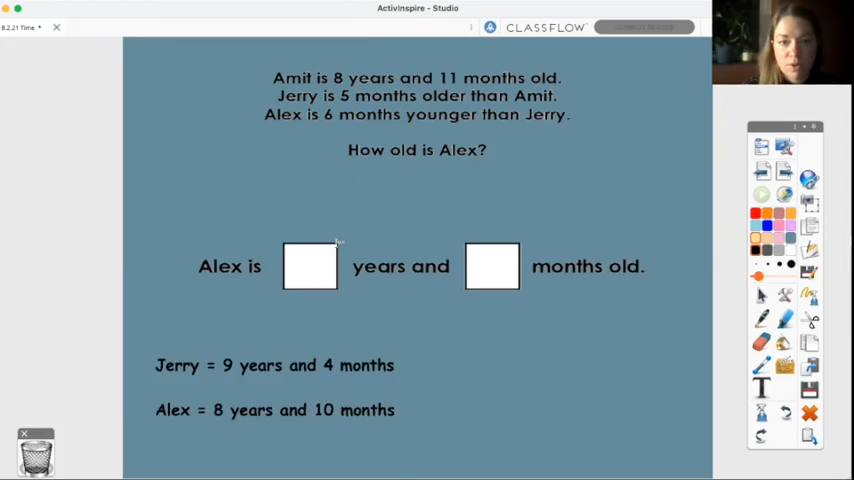 ActivInspire - Studio
8.2.21 Time *
CLASSFLOW
Amit is 8 years and 11 months old.
Jerry is 5 months older than Amit.
Alex is 6 months younger than Jerry.
How old is Alex?
Alex is years and months old.
Jerry = 9 years and 4 months
Alex = 8 years and 10 months
T